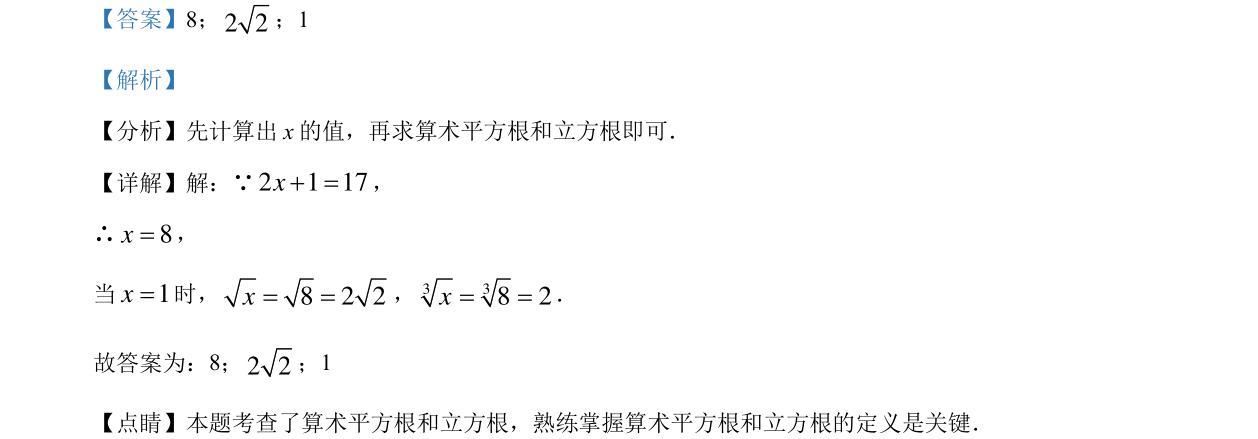 【答案】8；2√2；1
【解析】
【分析】先计算出 x 的值，再求算术平方根和立方根即可．
【详解】解：∵2x+1=17，
∴x=8，
当x=1时，√x=√8=2√2，∛x=∛8=2．
故答案为：8；2√2；1
【点睛】本题考查了算术平方根和立方根，熟练掌握算术平方根和立方根的定义是关键．